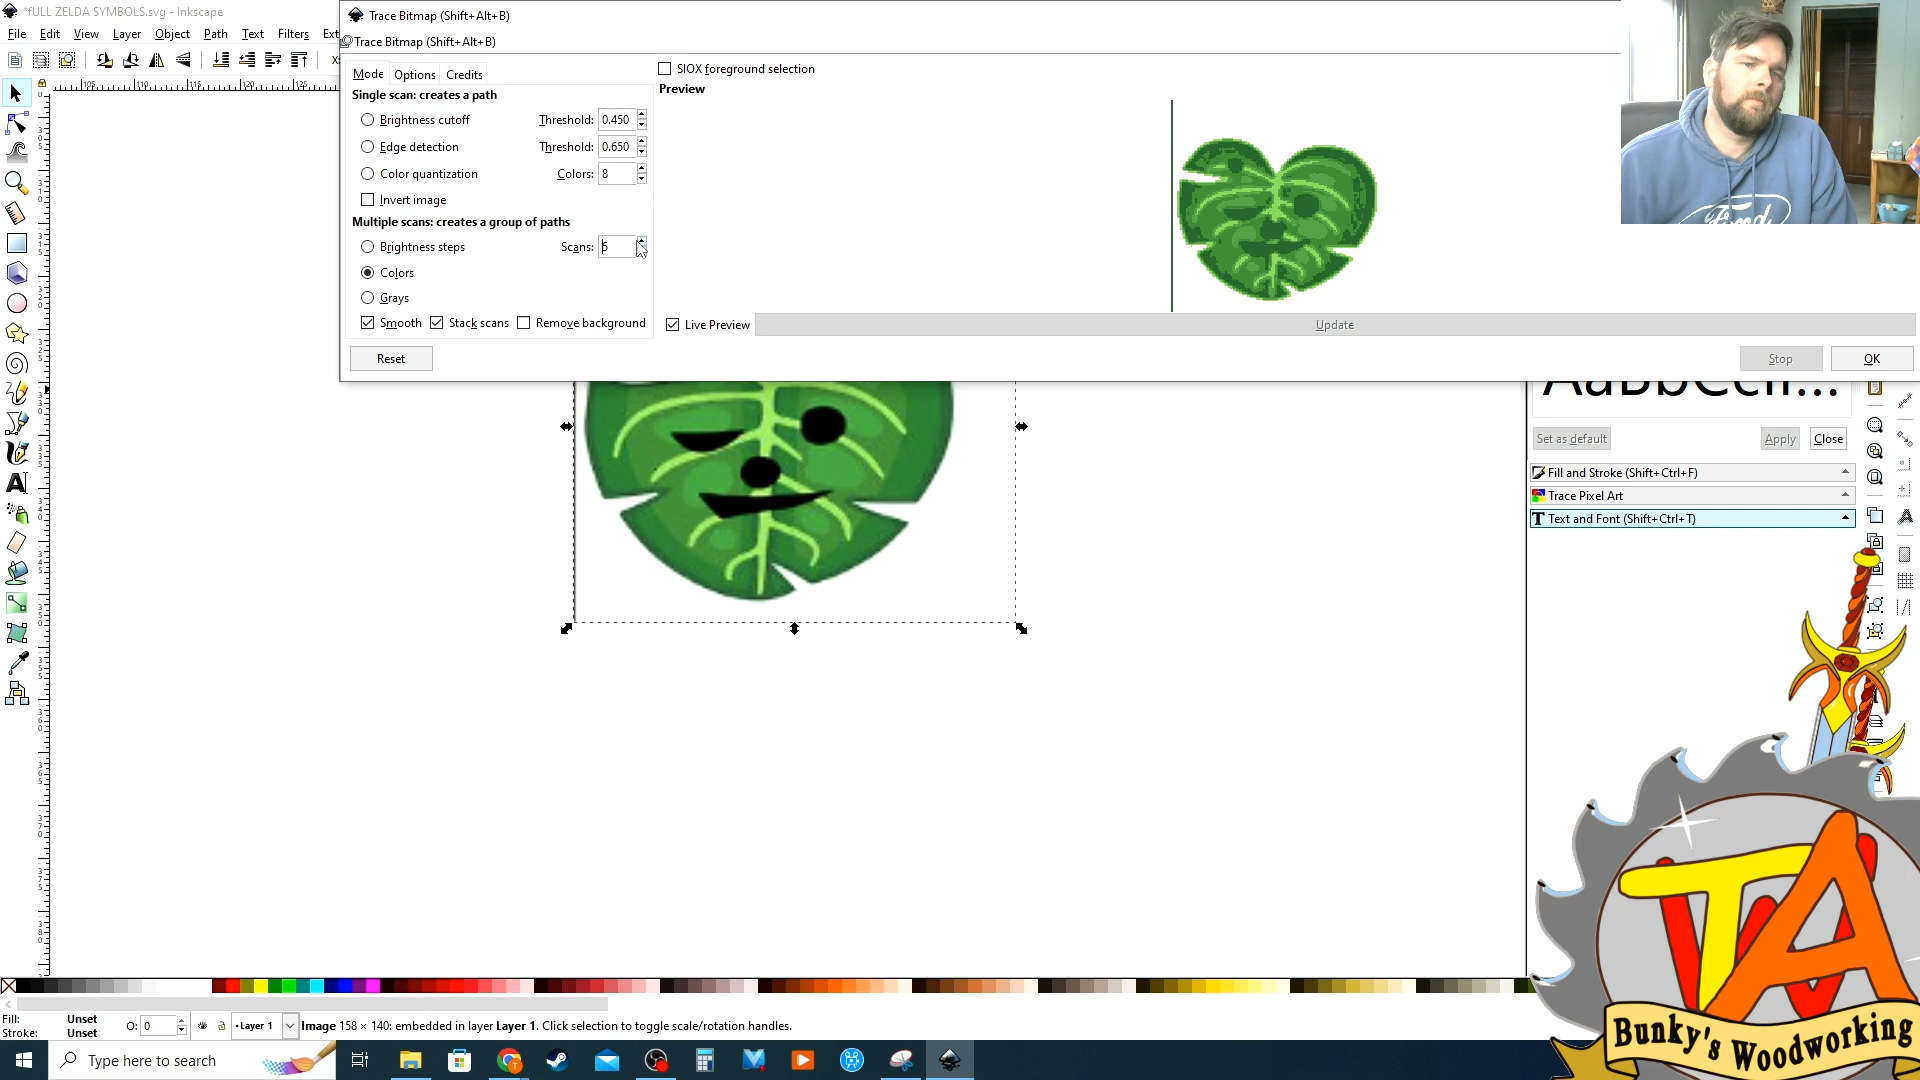 *fULL ZELDA SYMBOLS.svg - Inkscape
File Edit View Layer Object Path Text Filters Ext
Trace Bitmap (Shift+Alt+B)
Trace Bitmap (Shift+Alt+B)
Mode Options Credits
Single scan: creates a path
Brightness cutoff Threshold: 0.450
Edge detection Threshold: 0.650
Color quantization Colors: 8
Invert image
Multiple scans: creates a group of paths
Brightness steps Scans: 5
Colors
Grays
Smooth Stack scans Remove background
Reset
SIOX foreground selection
Preview
Live Preview Update
Stop OK
AaBbCcIi...
Set as default Apply Close
Fill and Stroke (Shift+Ctrl+F)
Trace Pixel Art
Text and Font (Shift+Ctrl+T)
Bunky's Woodworking
Fill: Unset
Stroke: Unset
O: 0
•Layer 1
Image 158 × 140: embedded in layer Layer 1. Click selection to toggle scale/rotation handles.
Type here to search